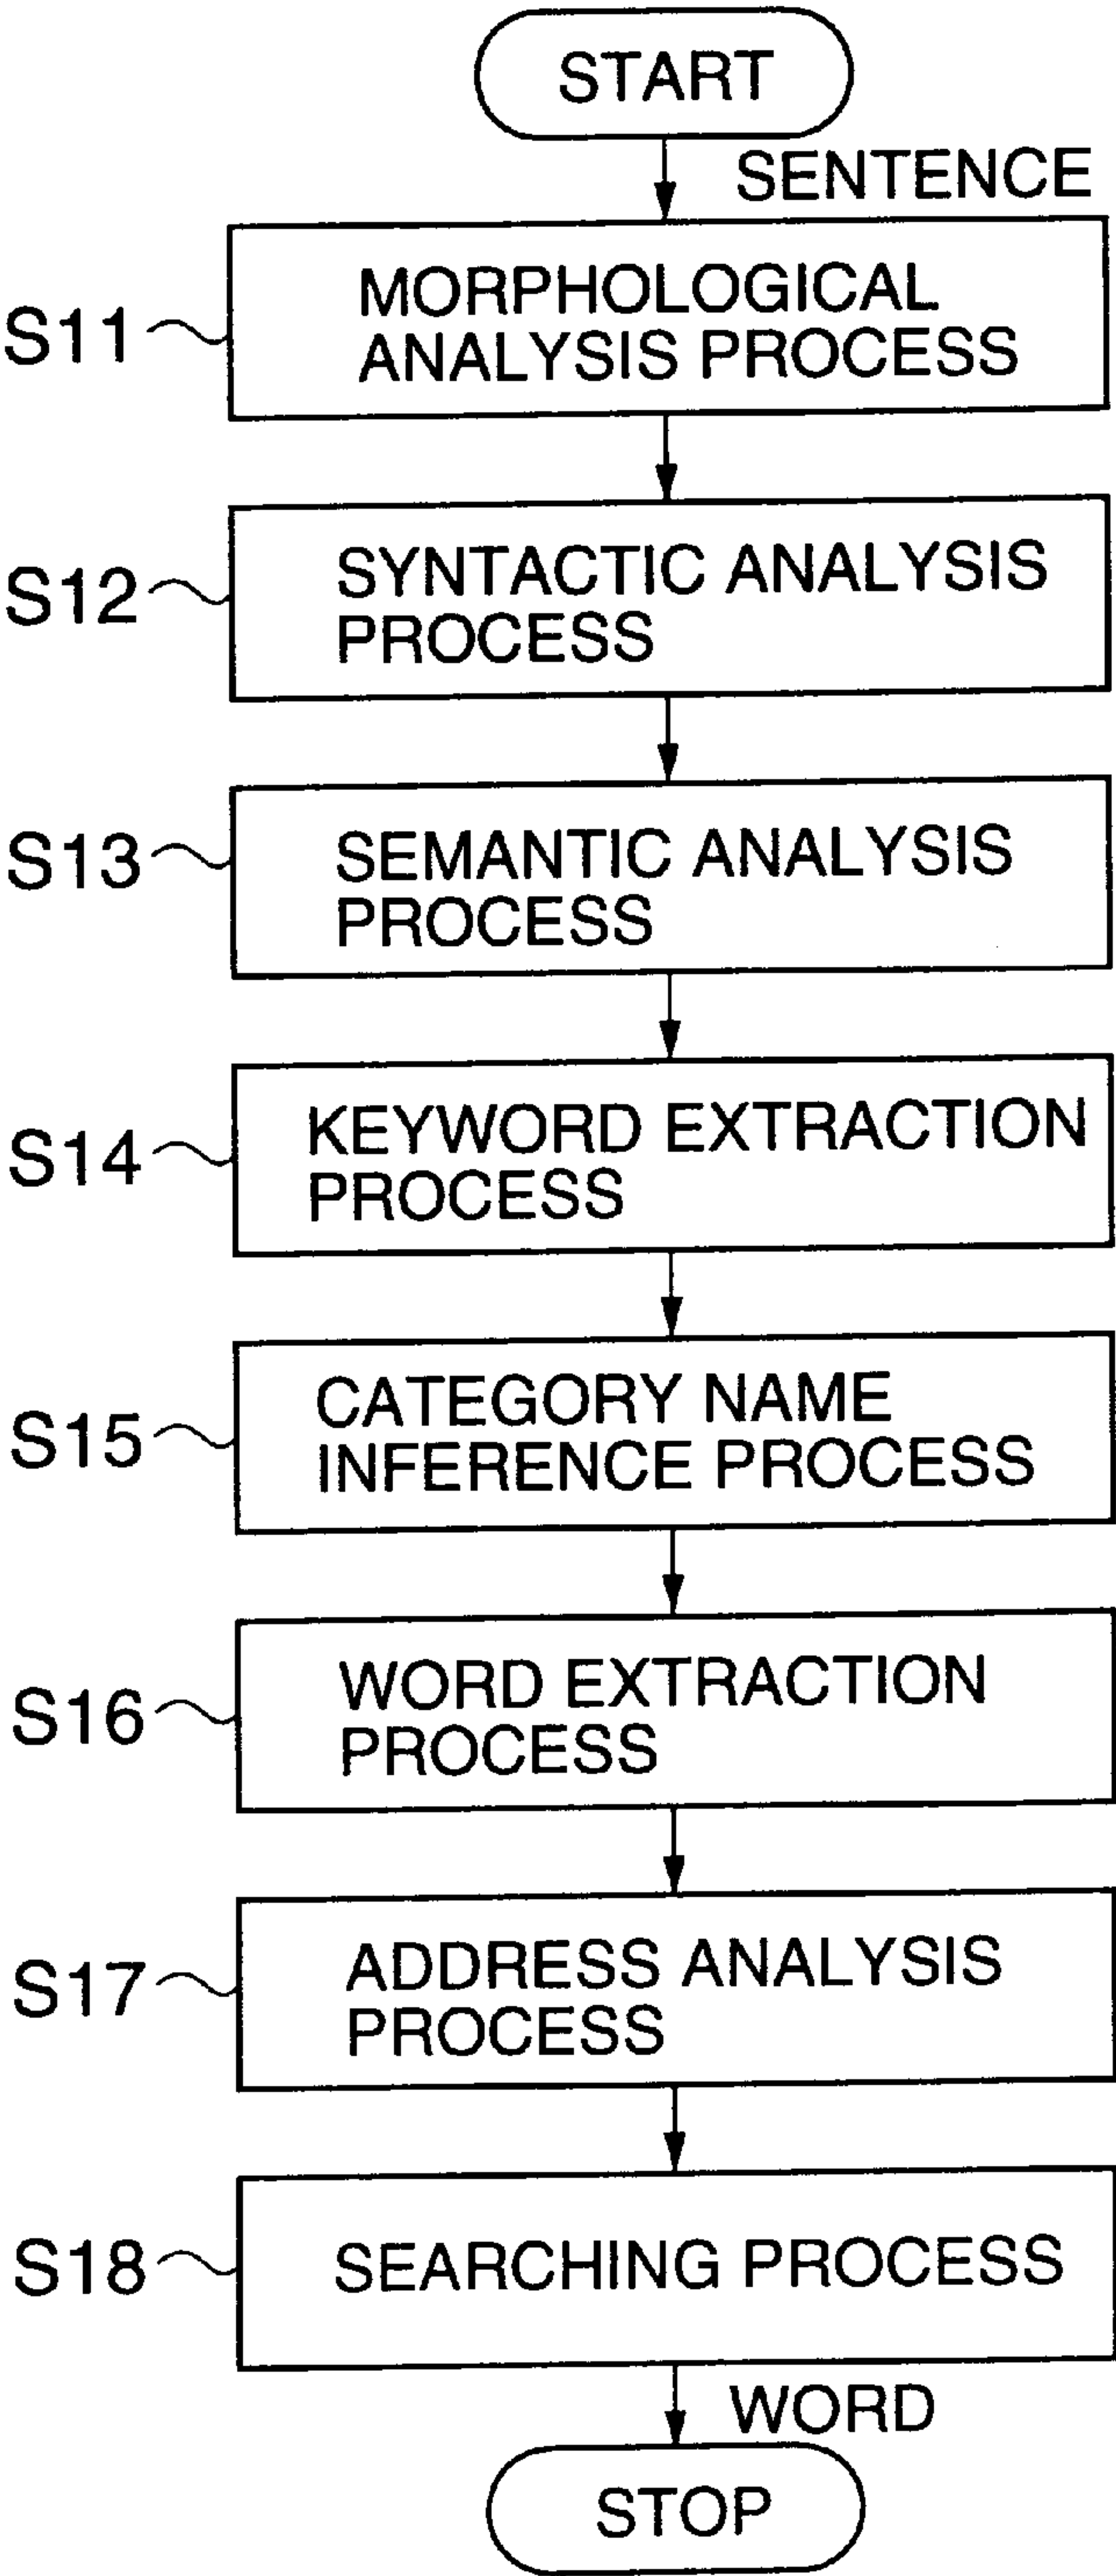 START
SENTENCE
S11
MORPHOLOGICAL
ANALYSIS PROCESS
S12
SYNTACTIC ANALYSIS
PROCESS
S13
SEMANTIC ANALYSIS
PROCESS
S14
KEYWORD EXTRACTION
PROCESS
S15
CATEGORY NAME
INFERENCE PROCESS
S16
WORD EXTRACTION
PROCESS
S17
ADDRESS ANALYSIS
PROCESS
S18
SEARCHING PROCESS
WORD
STOP